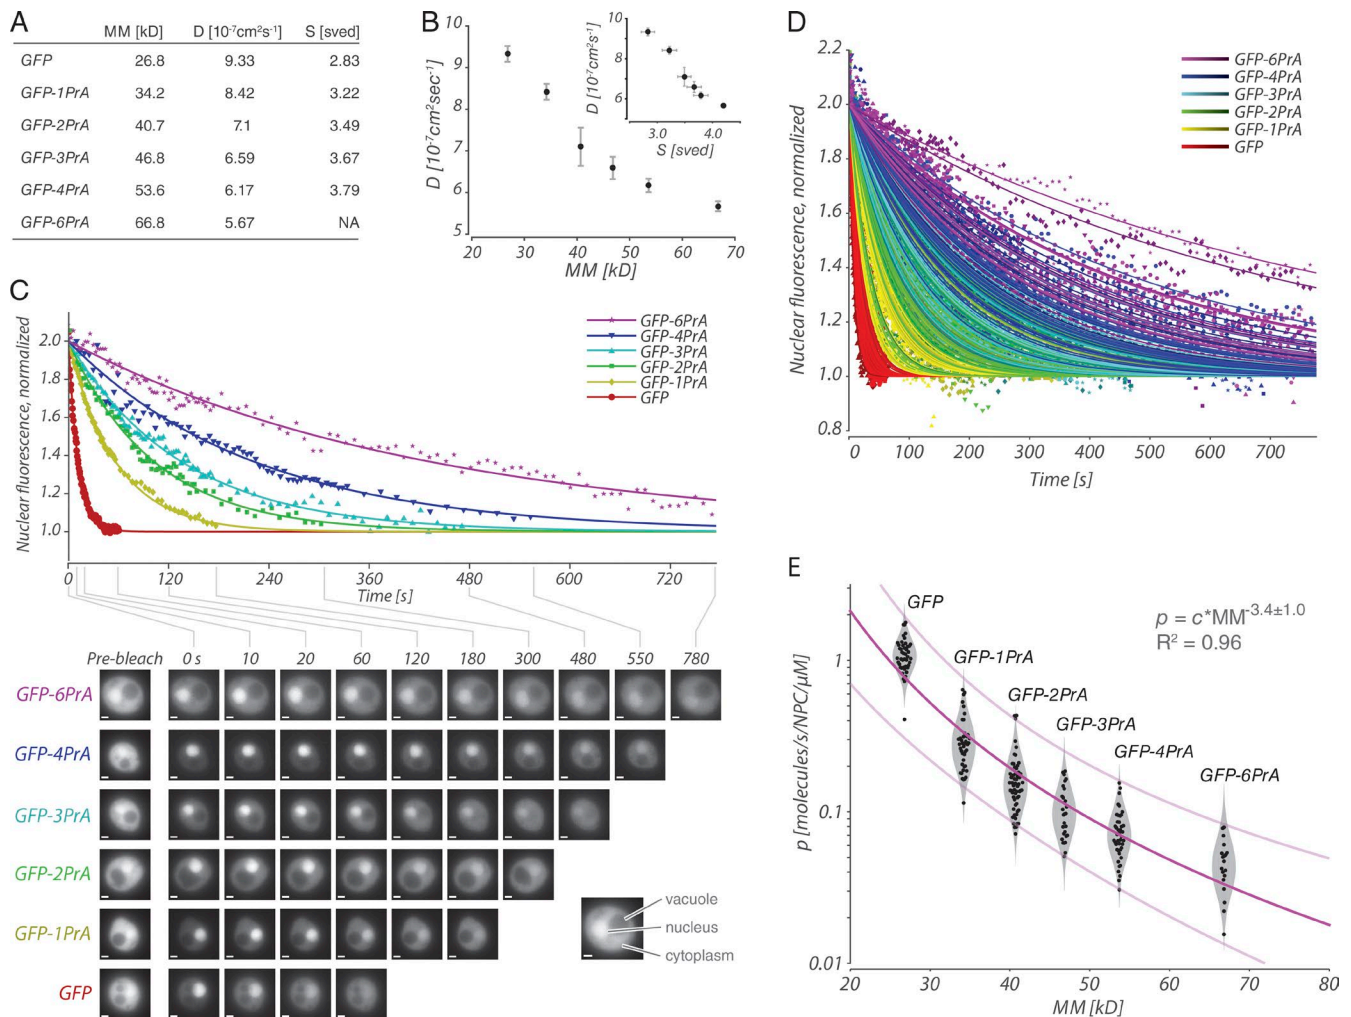 A
MM [kD] D [10⁻⁷cm²s⁻¹] S [sved]
GFP 26.8 9.33 2.83
GFP-1PrA 34.2 8.42 3.22
GFP-2PrA 40.7 7.1 3.49
GFP-3PrA 46.8 6.59 3.67
GFP-4PrA 53.6 6.17 3.79
GFP-6PrA 66.8 5.67 NA
B
D [10⁻⁷cm²sec⁻¹]
10
9
8
7
6
5
20 30 40 50 60 70
MM [kD]
D [10⁻⁷cm²s⁻¹]
10
8
6
3.0 4.0
S [sved]
C
Nuclear fluorescence, normalized
2.0
1.8
1.6
1.4
1.2
1.0
GFP-6PrA
GFP-4PrA
GFP-3PrA
GFP-2PrA
GFP-1PrA
GFP
0 120 240 360 480 600 720
Time [s]
Pre-bleach 0 s 10 20 60 120 180 300 480 550 780
GFP-6PrA
GFP-4PrA
GFP-3PrA
GFP-2PrA
GFP-1PrA
GFP
vacuole
nucleus
cytoplasm
D
Nuclear fluorescence, normalized
2.2
2.0
1.8
1.6
1.4
1.2
1.0
0.8
GFP-6PrA
GFP-4PrA
GFP-3PrA
GFP-2PrA
GFP-1PrA
GFP
0 100 200 300 400 500 600 700
Time [s]
E
p [molecules/s/NPC/μM]
1
0.1
0.01
GFP
GFP-1PrA
GFP-2PrA
GFP-3PrA
GFP-4PrA
GFP-6PrA
p = c*MM⁻³·⁴±¹·⁰
R² = 0.96
20 30 40 50 60 70 80
MM [kD]